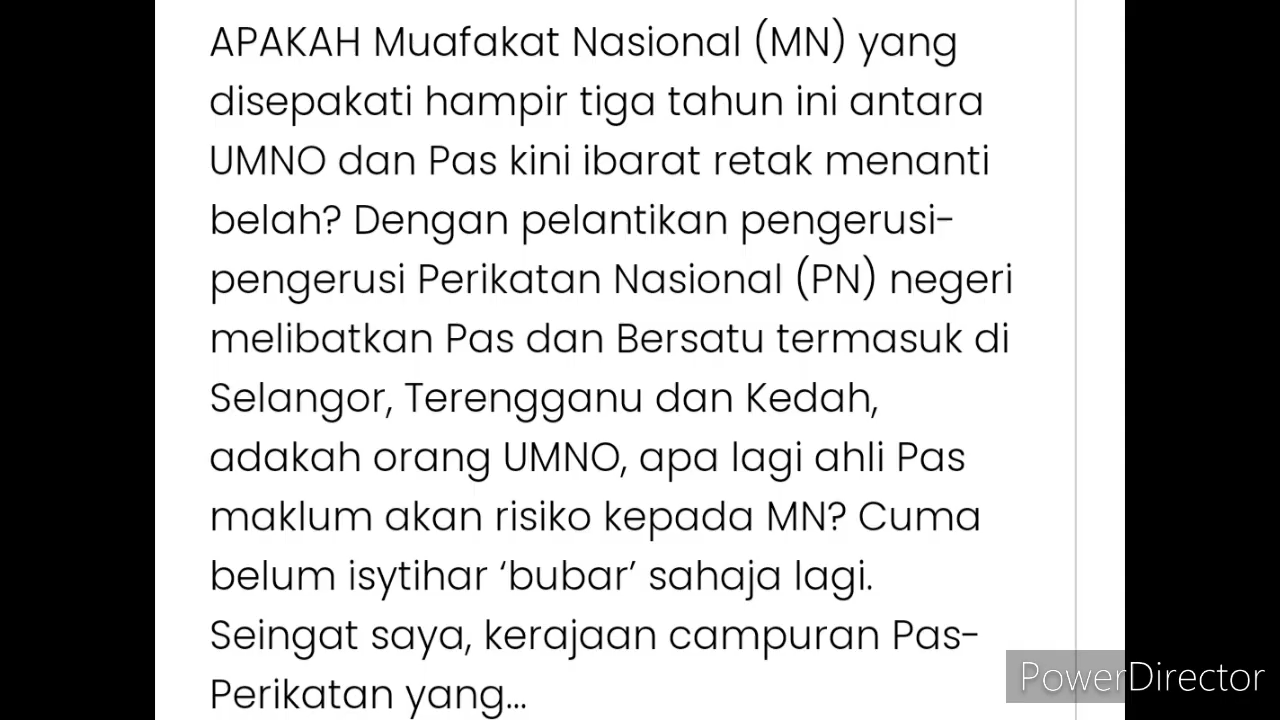 APAKAH Muafakat Nasional (MN) yang
disepakati hampir tiga tahun ini antara
UMNO dan Pas kini ibarat retak menanti
belah? Dengan pelantikan pengerusi-
pengerusi Perikatan Nasional (PN) negeri
melibatkan Pas dan Bersatu termasuk di
Selangor, Terengganu dan Kedah,
adakah orang UMNO, apa lagi ahli Pas
maklum akan risiko kepada MN? Cuma
belum isytihar ‘bubar’ sahaja lagi.
Seingat saya, kerajaan campuran Pas-
Perikatan yang...
PowerDirector